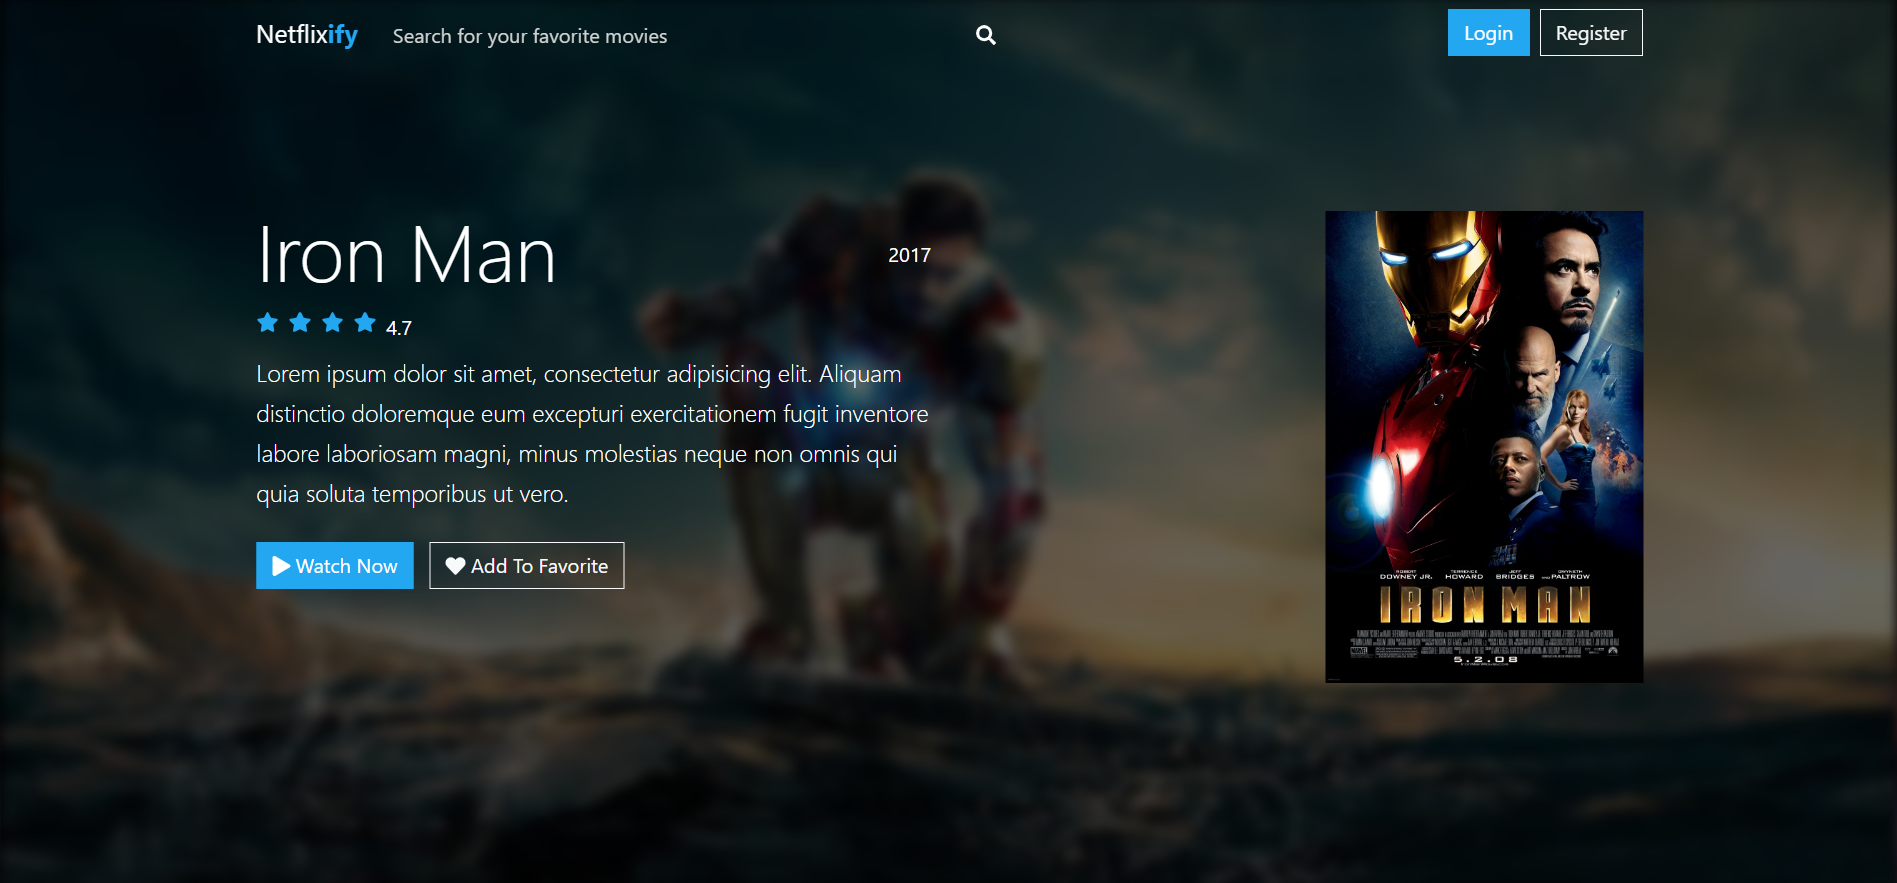 Netflixify
Search for your favorite movies
Login
Register
Iron Man
2017
4.7
Lorem ipsum dolor sit amet, consectetur adipisicing elit. Aliquam
distinctio doloremque eum excepturi exercitationem fugit inventore
labore laboriosam magni, minus molestias neque non omnis qui
quia soluta temporibus ut vero.
Watch Now
Add To Favorite
ROBERT DOWNEY JR.
TERRENCE HOWARD
JEFF BRIDGES
AND GWYNETH PALTROW
IRON MAN
MARVEL
5.2.08